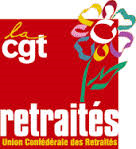 la
cgt
retraités
Union Confédérale des Retraités